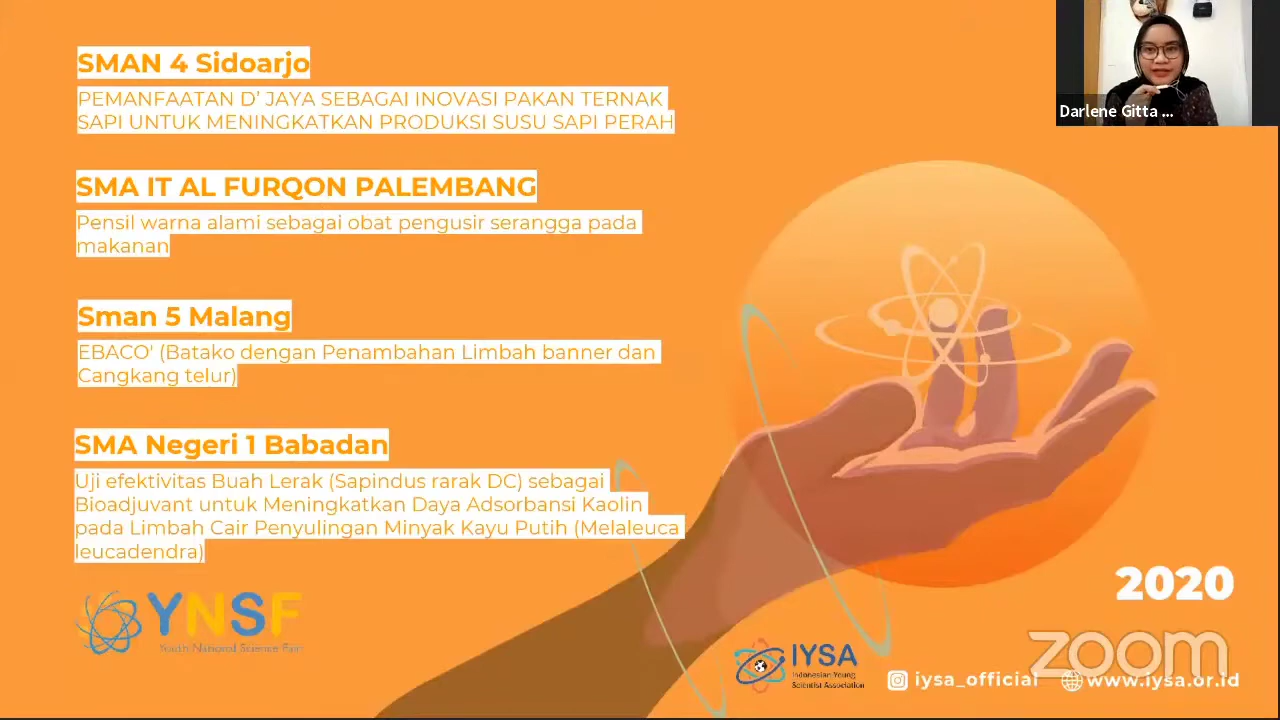 SMAN 4 Sidoarjo
PEMANFAATAN D' JAYA SEBAGAI INOVASI PAKAN TERNAK
SAPI UNTUK MENINGKATKAN PRODUKSI SUSU SAPI PERAH
SMA IT AL FURQON PALEMBANG
Pensil warna alami sebagai obat pengusir serangga pada
makanan
Sman 5 Malang
EBACO' (Batako dengan Penambahan Limbah banner dan
Cangkang telur)
SMA Negeri 1 Babadan
Uji efektivitas Buah Lerak (Sapindus rarak DC) sebagai
Bioadjuvant untuk Meningkatkan Daya Adsorbansi Kaolin
pada Limbah Cair Penyulingan Minyak Kayu Putih (Melaleuca
leucadendra)
YNSF
Youth National Science Fair
Darlene Gitta ...
2020
zoom
IYSA
Indonesian Young
Scientist Association
iysa_official
www.iysa.or.id